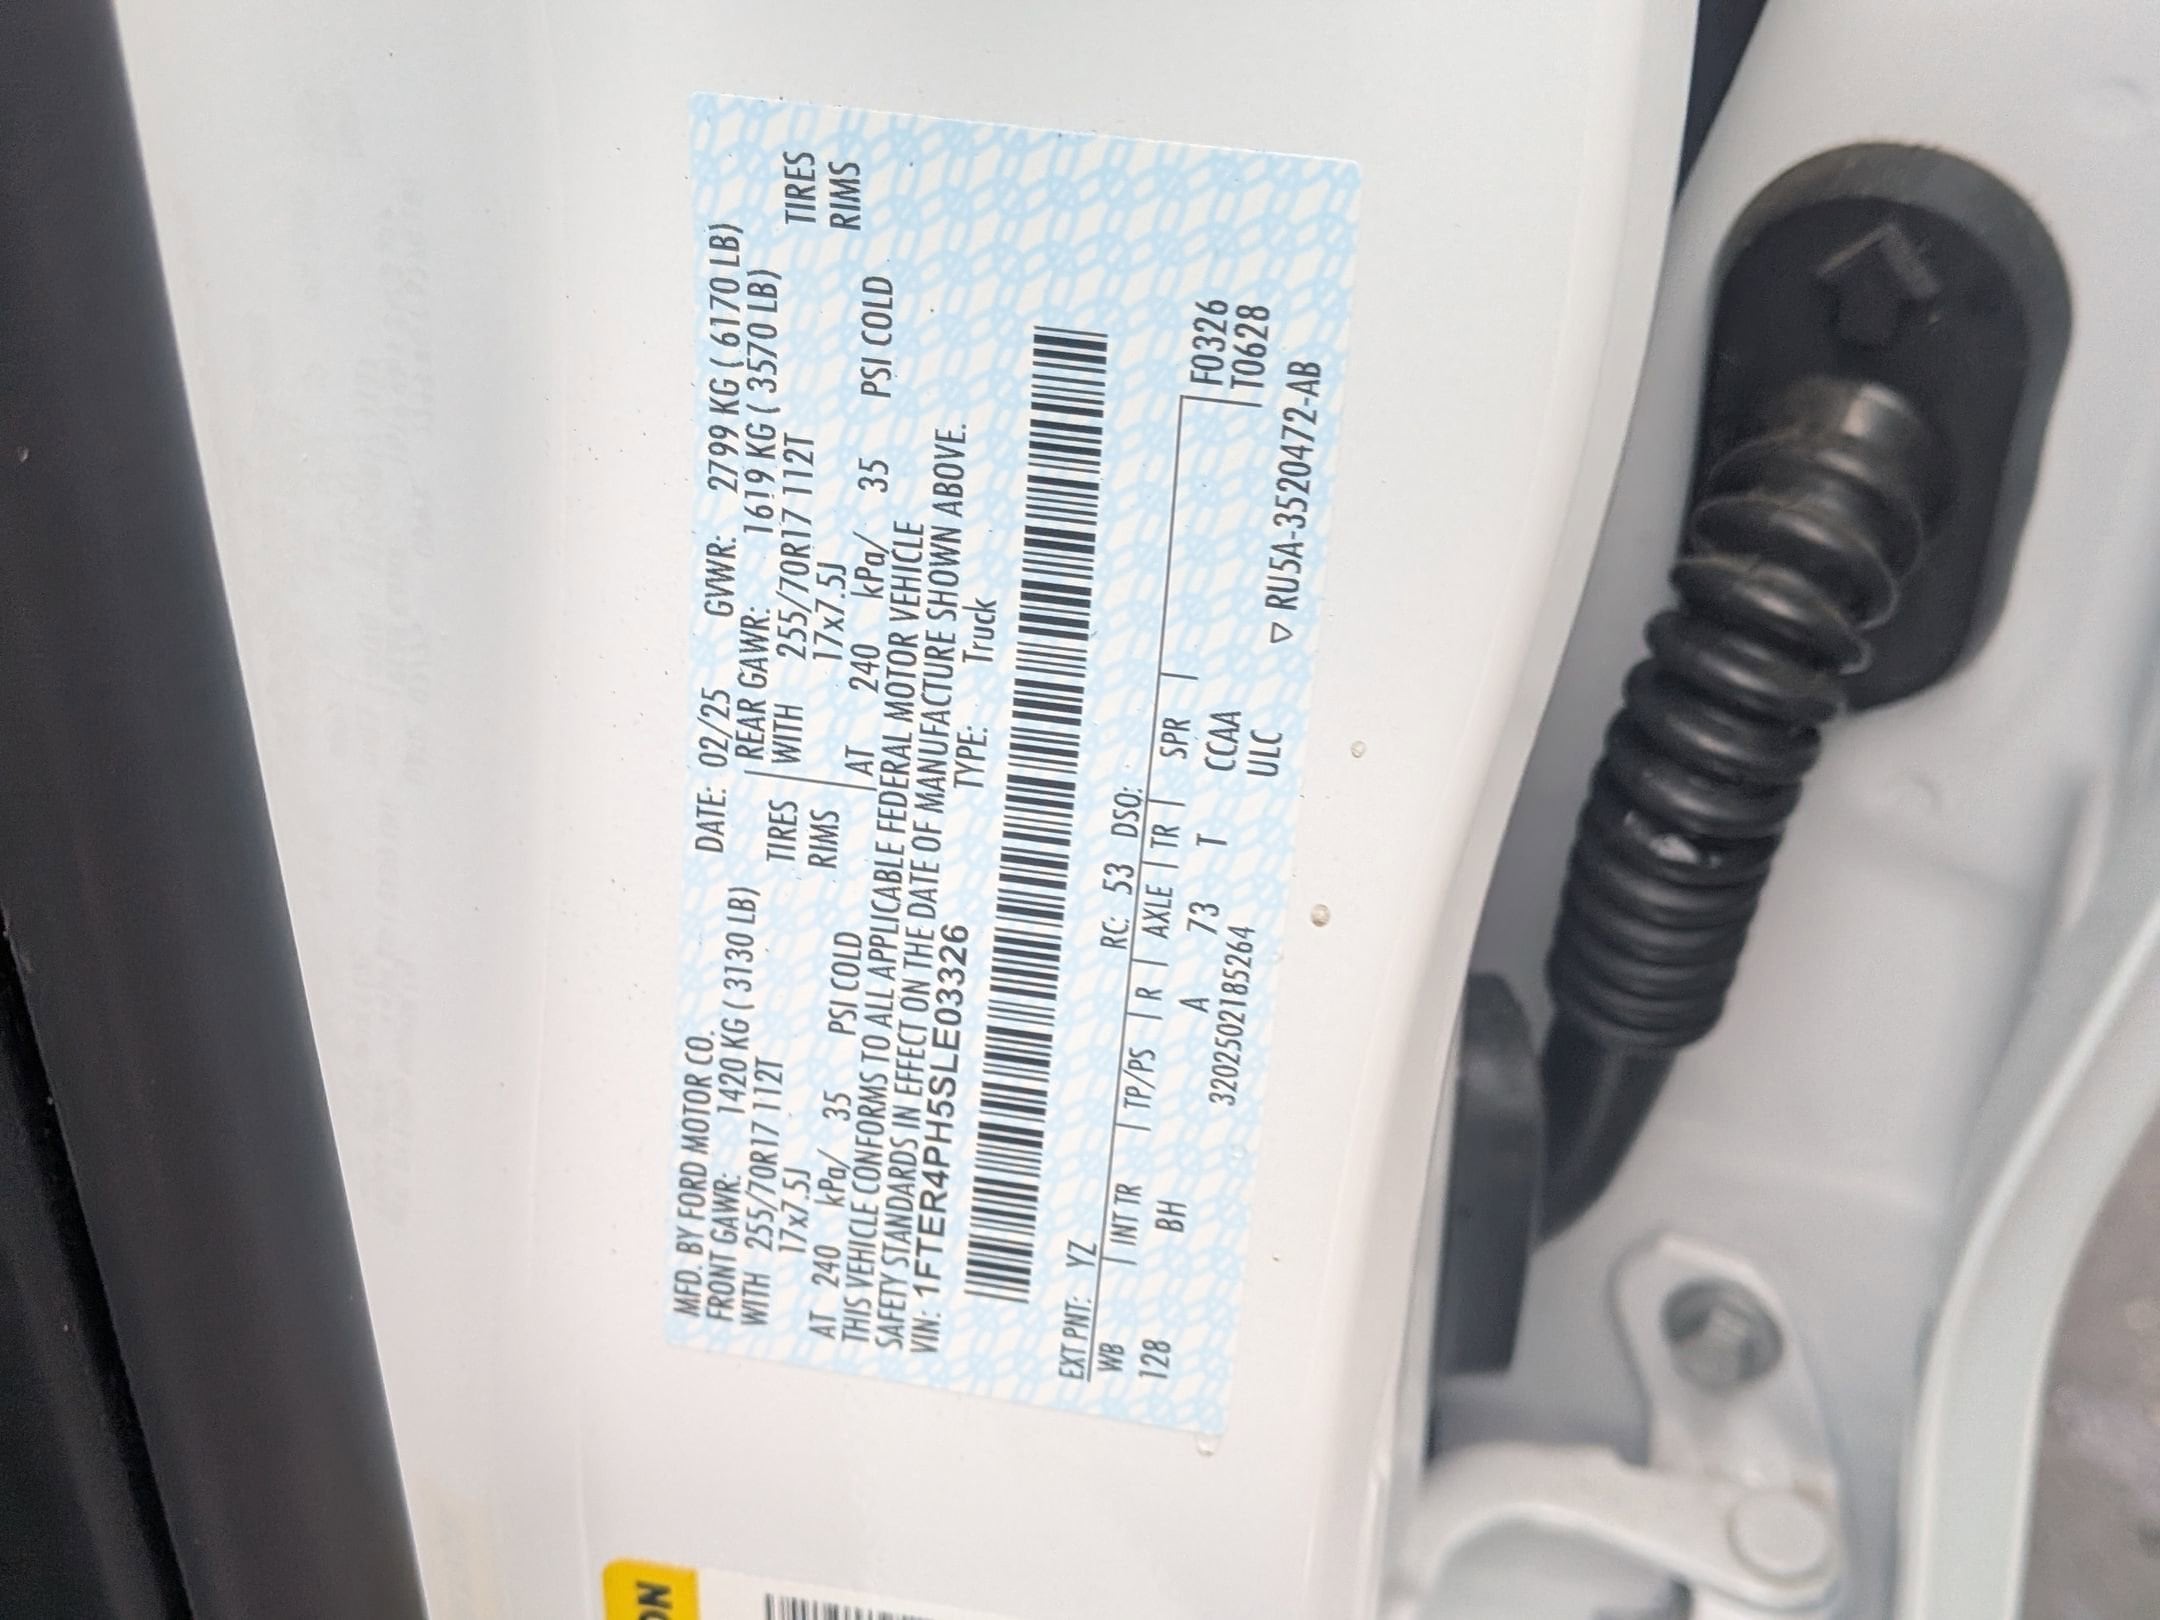 MFD. BY FORD MOTOR CO. DATE: 02/25 GVWR: 2799 KG ( 6170 LB)
FRONT GAWR: 1420 KG ( 3130 LB) REAR GAWR: 1619 KG ( 3570 LB)
WITH 255/70R17 112T TIRES WITH 255/70R17 112T TIRES
17x7.5J RIMS 17x7.5J RIMS
AT 240 kPa/ 35 PSI COLD AT 240 kPa/ 35 PSI COLD
THIS VEHICLE CONFORMS TO ALL APPLICABLE FEDERAL MOTOR VEHICLE
SAFETY STANDARDS IN EFFECT ON THE DATE OF MANUFACTURE SHOWN ABOVE.
VIN: 1FTER4PH5SLE03326 TYPE: Truck
EXT PNT: YZ RC: 53 DSO:
WB INT TR TP/PS R AXLE TR SPR
128 BH A 73 T CCAA F0326
320250218 5264 ULC T0628
▽ RU5A-3520472-AB
ON